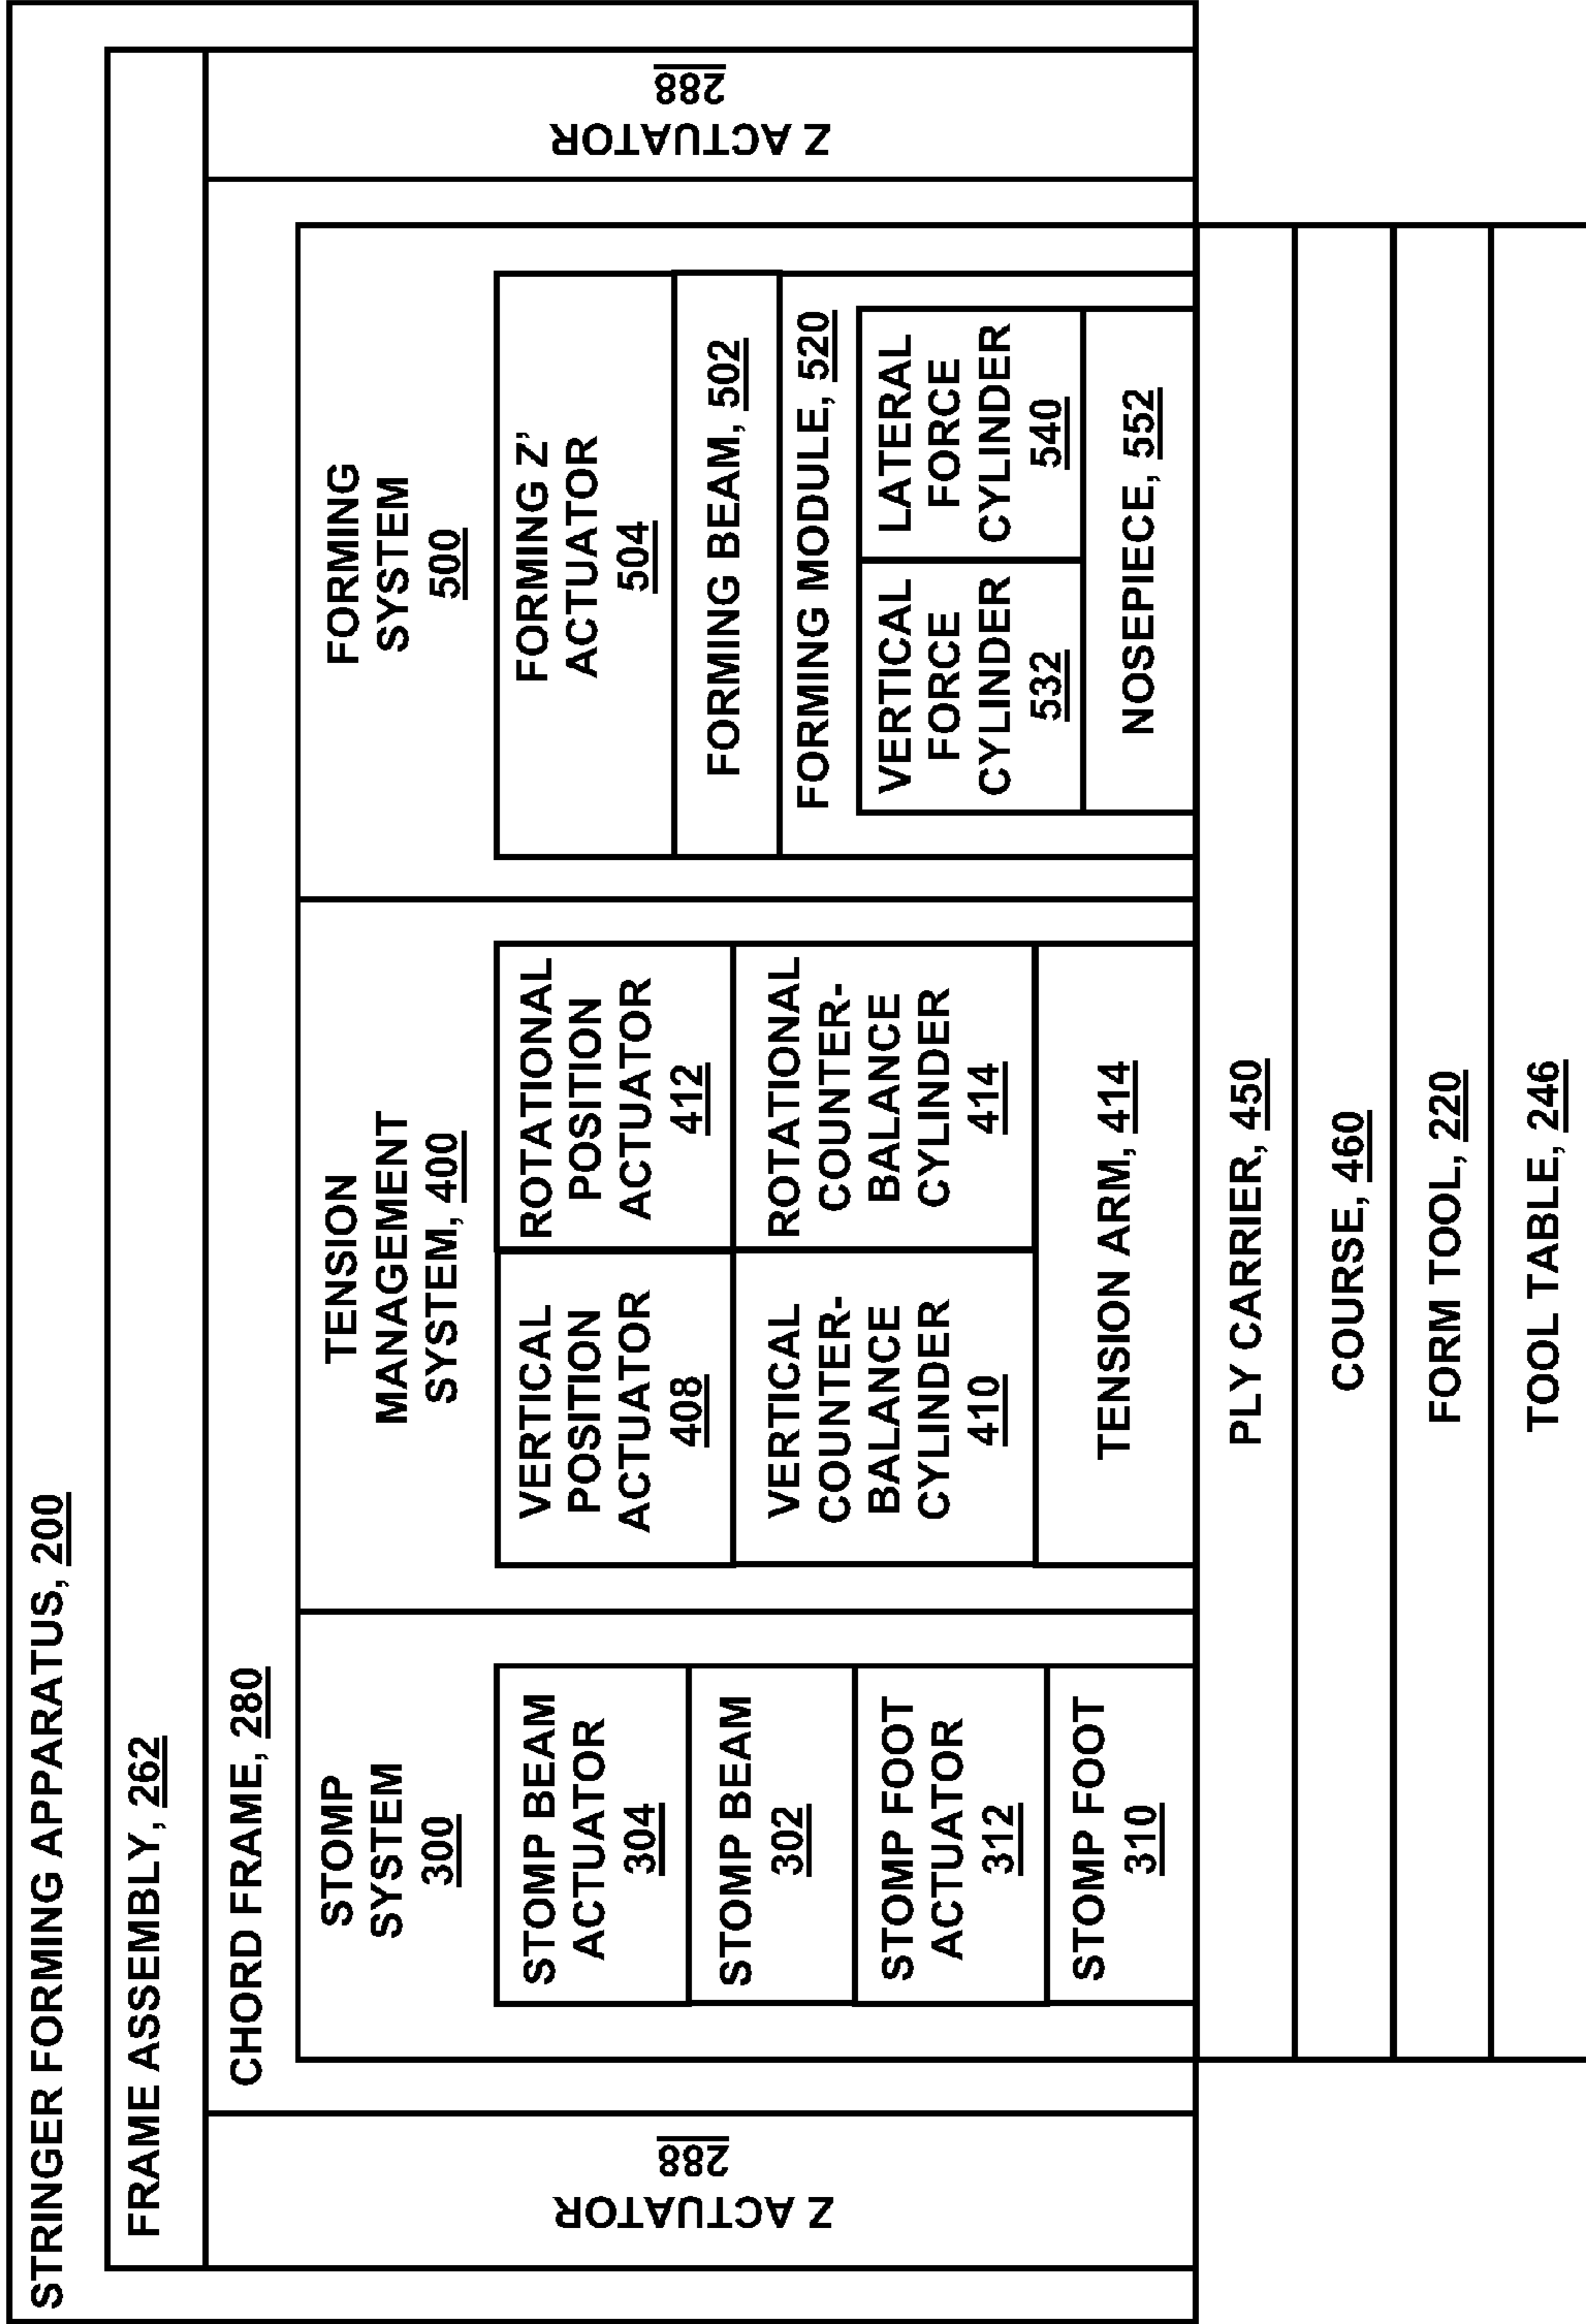 STRINGER FORMING APPARATUS, 200
FRAME ASSEMBLY, 262
CHORD FRAME, 280
Z ACTUATOR
288
STOMP
SYSTEM
300
STOMP BEAM
ACTUATOR
304
STOMP BEAM
302
STOMP FOOT
ACTUATOR
312
STOMP FOOT
310
TENSION
MANAGEMENT
SYSTEM, 400
VERTICAL
POSITION
ACTUATOR
408
ROTATIONAL
POSITION
ACTUATOR
412
VERTICAL
COUNTER-
BALANCE
CYLINDER
410
ROTATIONAL
COUNTER-
BALANCE
CYLINDER
414
TENSION ARM, 414
FORMING
SYSTEM
500
FORMING Z'
ACTUATOR
504
FORMING BEAM, 502
FORMING MODULE, 520
VERTICAL
FORCE
CYLINDER
532
LATERAL
FORCE
CYLINDER
540
NOSEPIECE, 552
Z ACTUATOR
288
PLY CARRIER, 450
COURSE, 460
FORM TOOL, 220
TOOL TABLE, 246